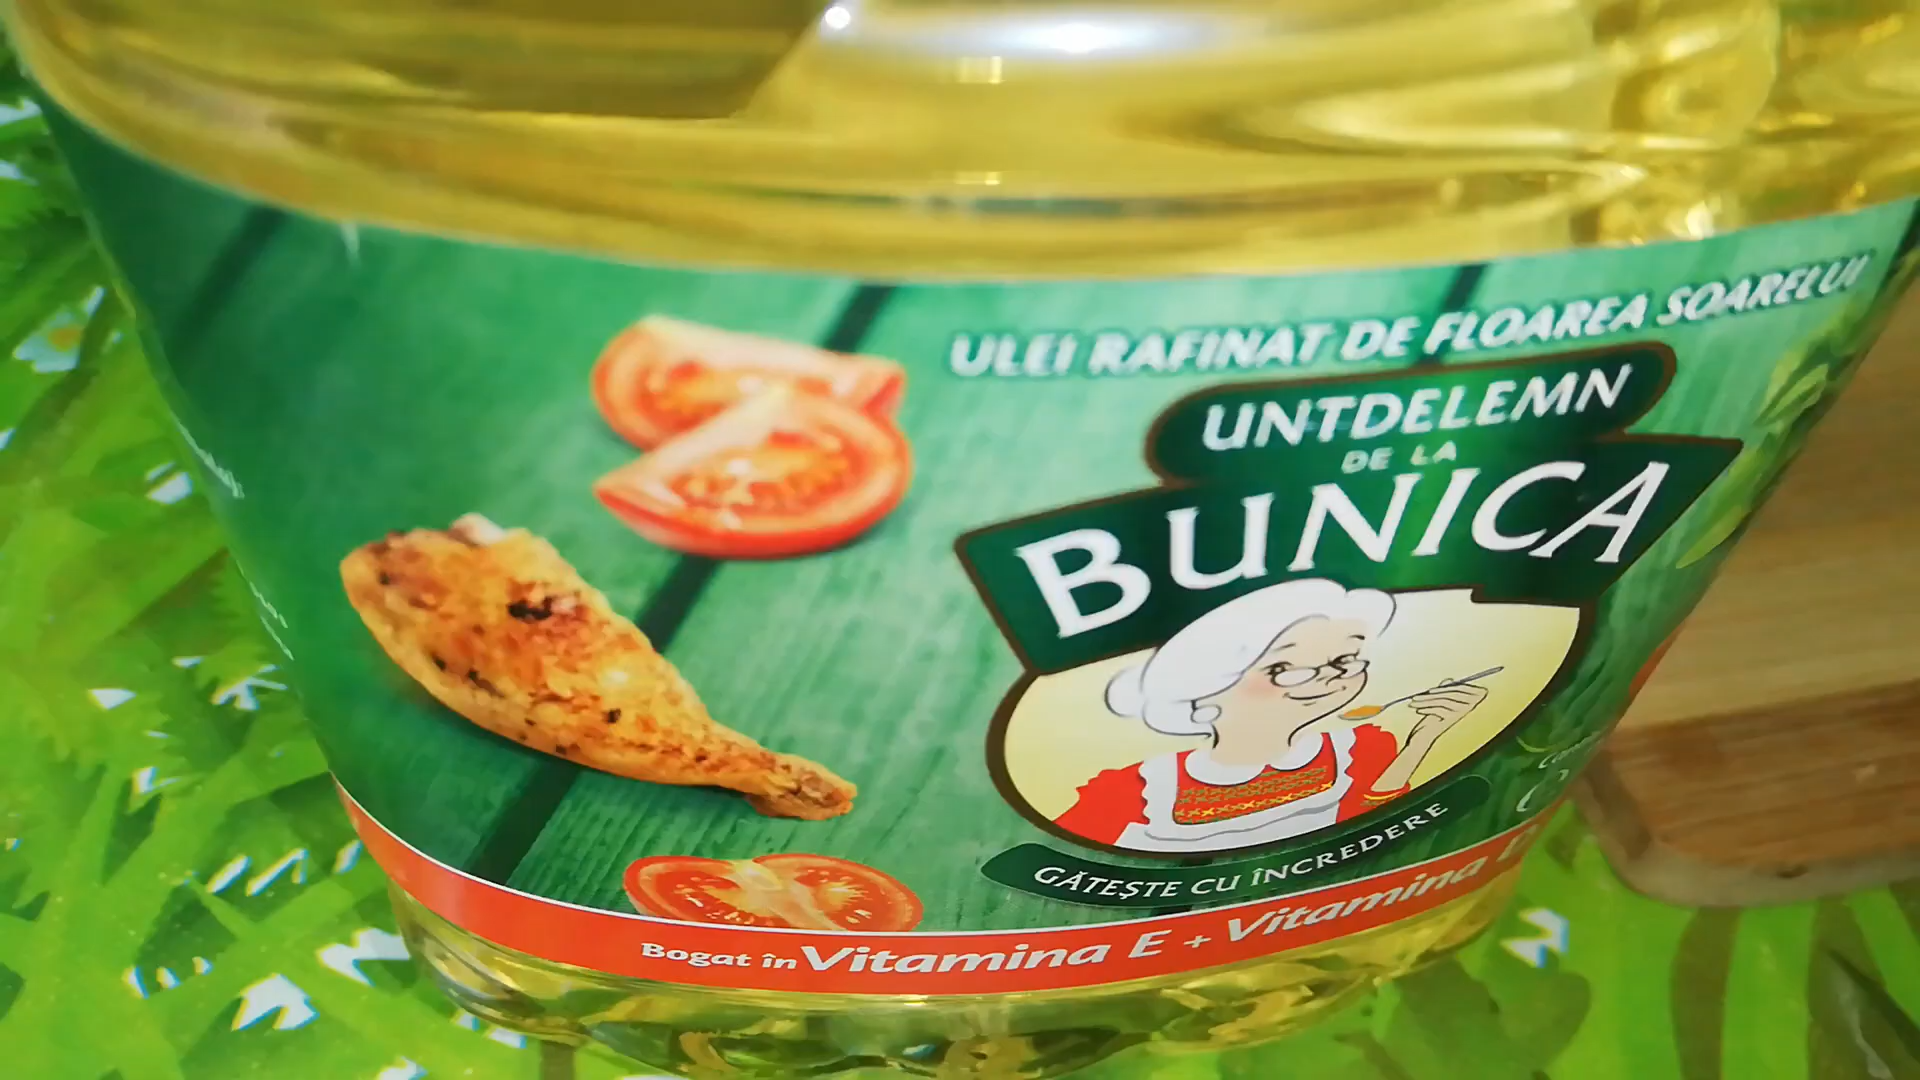 ULEI RAFINAT DE FLOAREA SOARELUI
UNTDELEMN
DE LA
BUNICA
GĂTEȘTE CU ÎNCREDERE
Bogat în Vitamina E + Vitamina